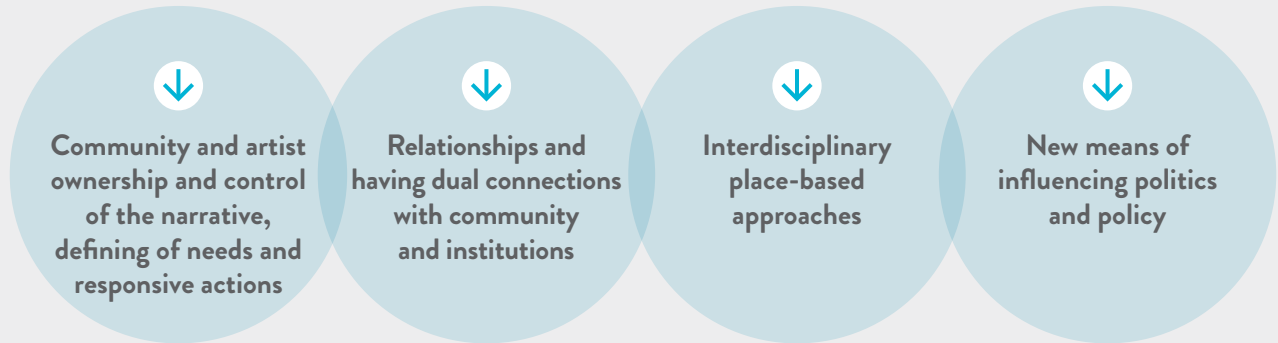 Community and artist
ownership and control
of the narrative,
defining of needs and
responsive actions
Relationships and
having dual connections
with community
and institutions
Interdisciplinary
place-based
approaches
New means of
influencing politics
and policy